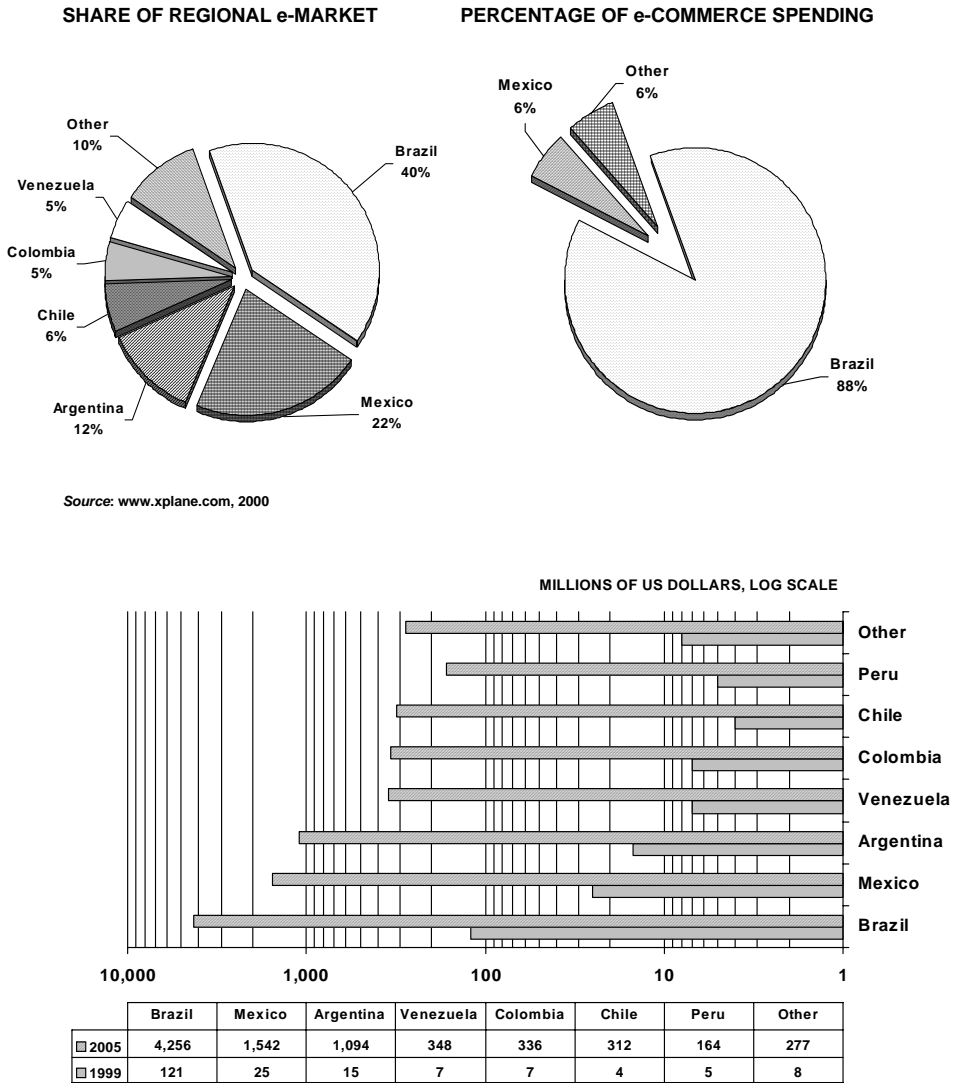 SHARE OF REGIONAL e-MARKET
PERCENTAGE OF e-COMMERCE SPENDING
Other
10%
Venezuela
5%
Colombia
5%
Chile
6%
Argentina
12%
Brazil
40%
Mexico
22%
Mexico
6%
Other
6%
Brazil
88%
Source: www.xplane.com, 2000
MILLIONS OF US DOLLARS, LOG SCALE
Other
Peru
Chile
Colombia
Venezuela
Argentina
Mexico
Brazil
10,000 1,000 100 10 1
Brazil Mexico Argentina Venezuela Colombia Chile Peru Other
2005 4,256 1,542 1,094 348 336 312 164 277
1999 121 25 15 7 7 4 5 8